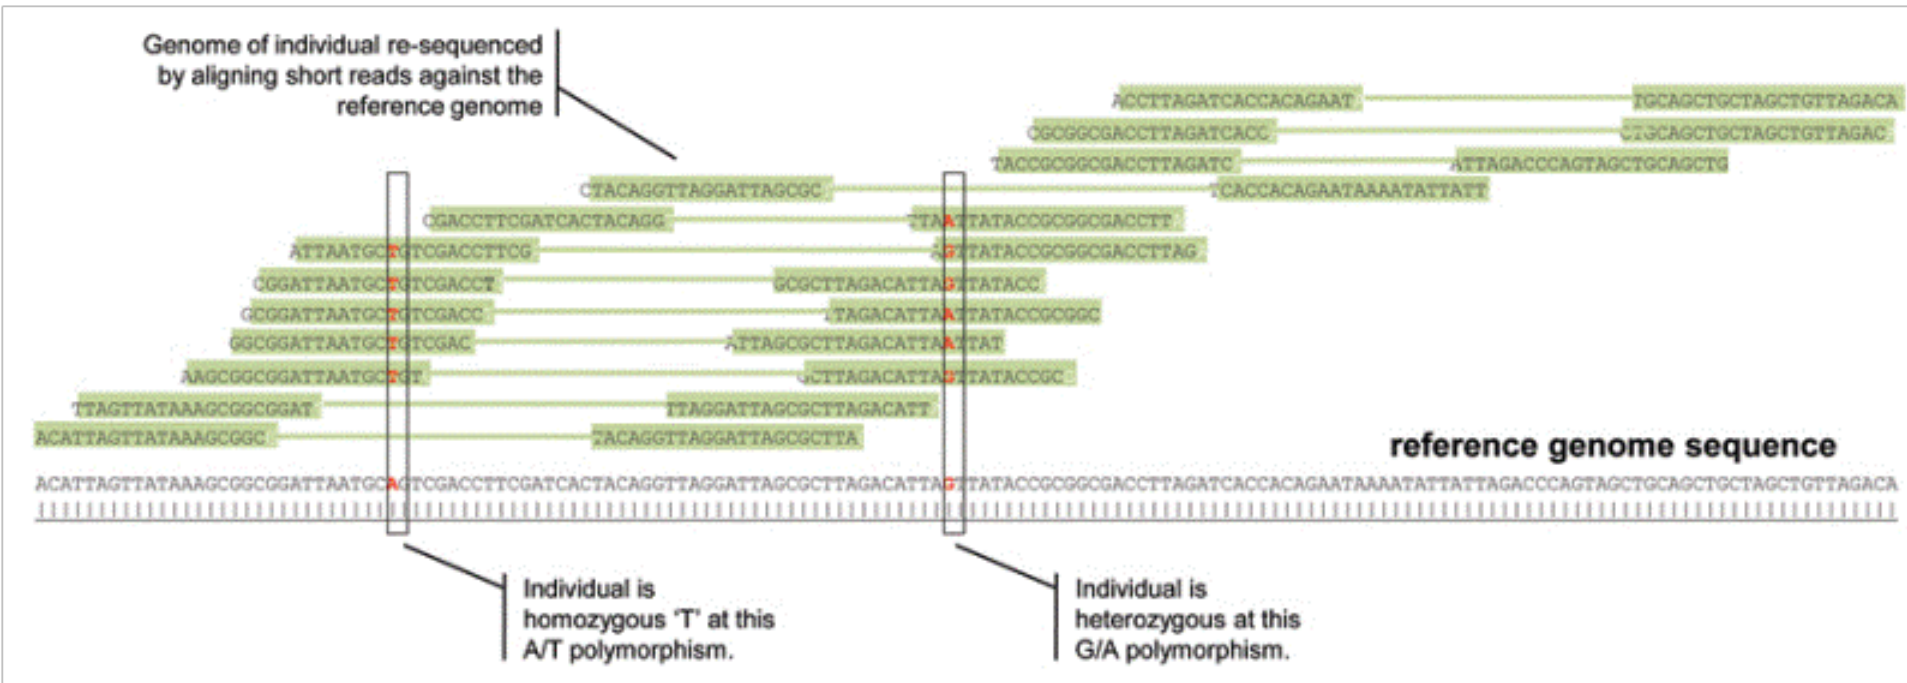 Genome of individual re-sequenced
by aligning short reads against the
reference genome
ACCTTAGATCACCACAGAAT TGCAGCTGCTAGCTGTTAGACA
CGCGGCGACCTTAGATCACC CTGCAGCTGCTAGCTGTTAGAC
TACCGCGGCGACCTTAGATC ATTAGACCCAGTAGCTGCAGCTG
CTACAGGTTAGGATTAGCGC TCACCACAGAATAAAATATTATT
CGACCTTCGATCACTACAGG TTAATTATACCGCGGCGACCTT
ATTAATGCTGTCGACCTTCG AGTTATACCGCGGCGACCTTAG
CGGATTAATGCTGTCGACCT GCGCTTAGACATTAGTTATACC
GCGGATTAATGCTGTCGACC TTAGACATTAATTATACCGCGGC
GGCGGATTAATGCTGTCGAC ATTAGCGCTTAGACATTAATTAT
AAGCGGCGGATTAATGCTGT GCTTAGACATTAGTTATACCGC
TTAGTTATAAAGCGGCGGAT TTAGGATTAGCGCTTAGACATT
ACATTAGTTATAAAGCGGC TACAGGTTAGGATTAGCGCTTA
reference genome sequence
ACATTAGTTATAAAGCGGCGGATTAATGCAGTCGACCTTCGATCACTACAGGTTAGGATTAGCGCTTAGACATTAGTTATACCGCGGCGACCTTAGATCACCACAGAATAAAATATTATTAGACCCAGTAGCTGCAGCTGCTAGCTGTTAGACA
Individual is
homozygous 'T' at this
A/T polymorphism.
Individual is
heterozygous at this
G/A polymorphism.